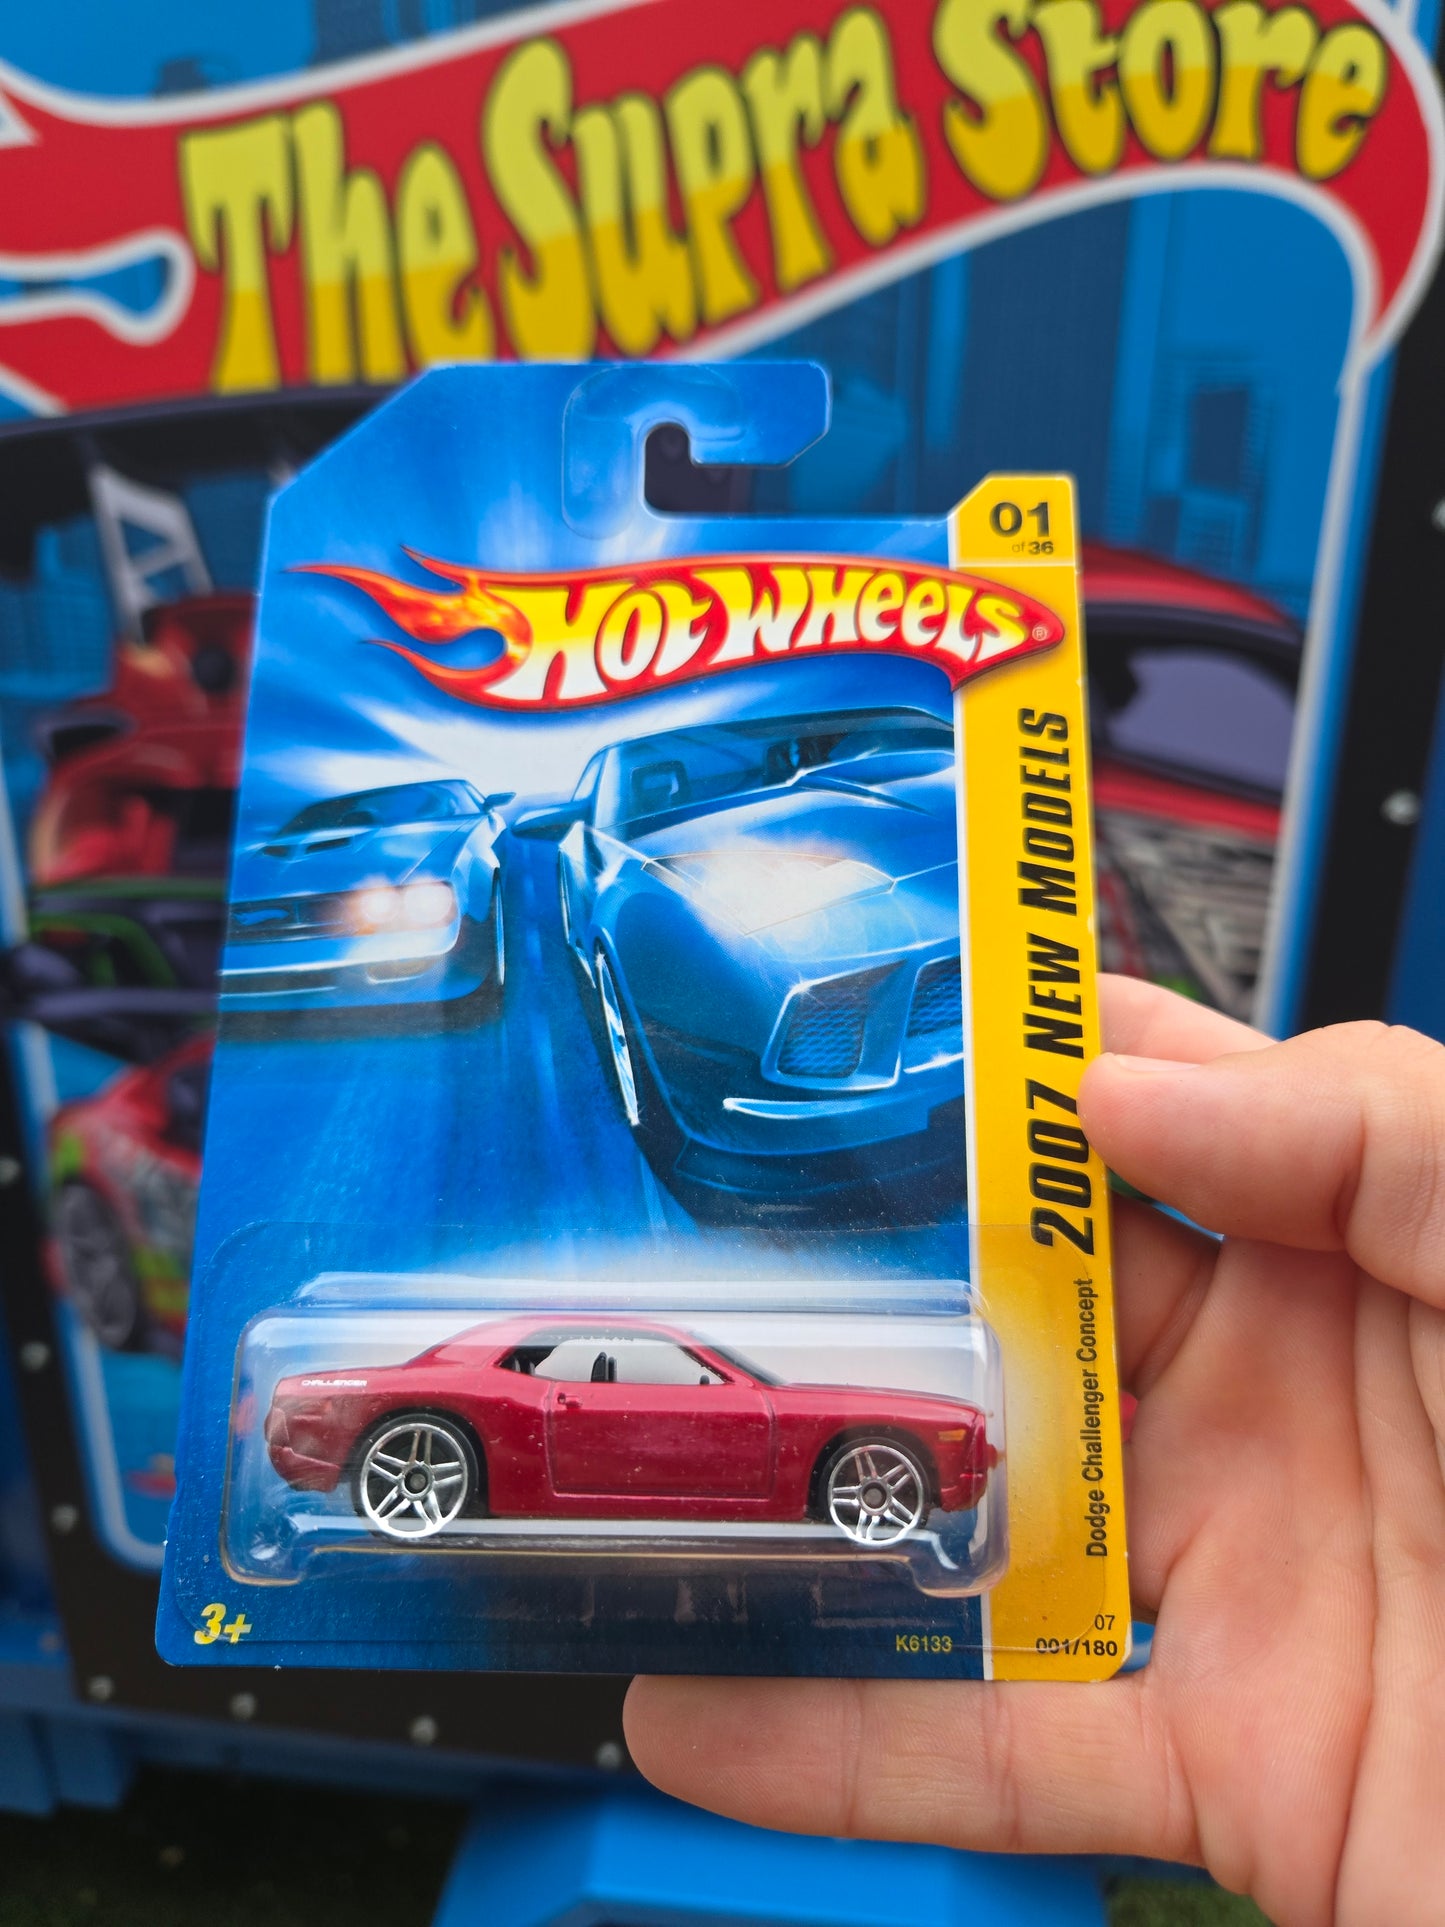 The Supra Store
01
of 36
HOT WHEELS®
2007 NEW MODELS
Dodge Challenger Concept
CHALLENGER
3+
K6133
07
001/180